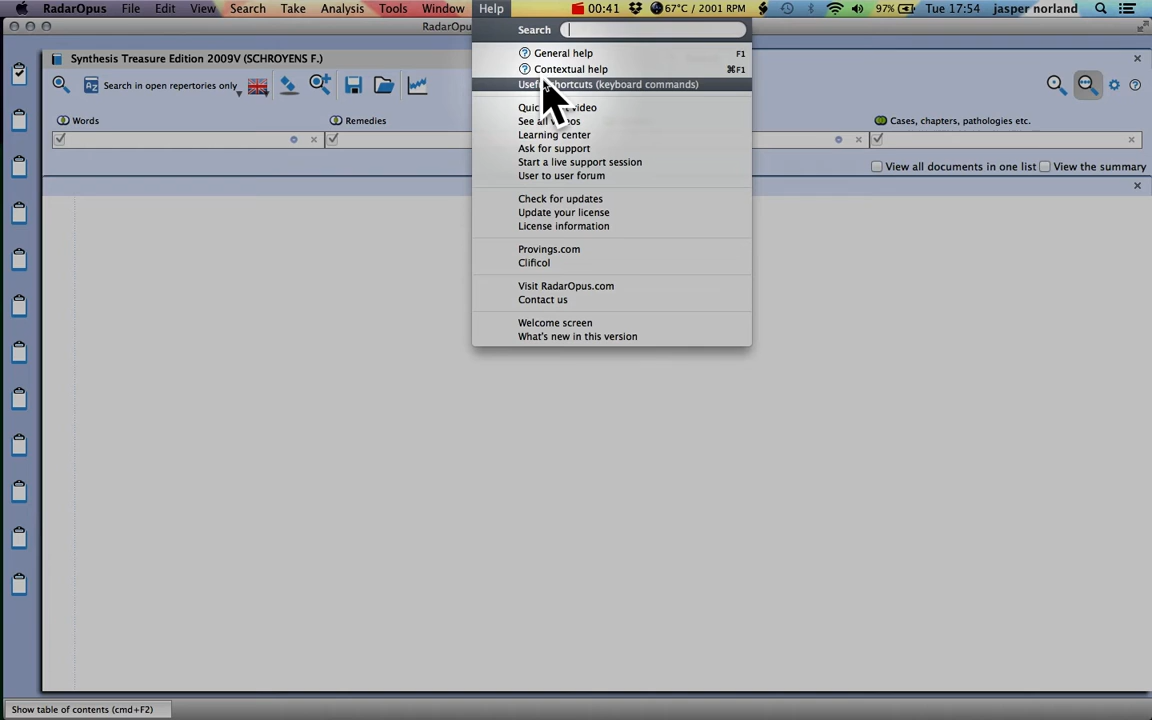 RadarOpus File Edit View Search Take Analysis Tools Window Help 00:41 67°C / 2001 RPM 97% Tue 17:54 jasper norland
RadarOpu
Synthesis Treasure Edition 2009V (SCHROYENS F.)
Search in open repertories only
Words Remedies Cases, chapters, pathologies etc.
View all documents in one list View the summary
Search
General help F1
Contextual help ⌘F1
shortcuts (keyboard commands)
video
See all
Learning center
Ask for support
Start a live support session
User to user forum
Check for updates
Update your license
License information
Provings.com
Clificol
Visit RadarOpus.com
Contact us
Welcome screen
What's new in this version
Show table of contents (cmd+F2)